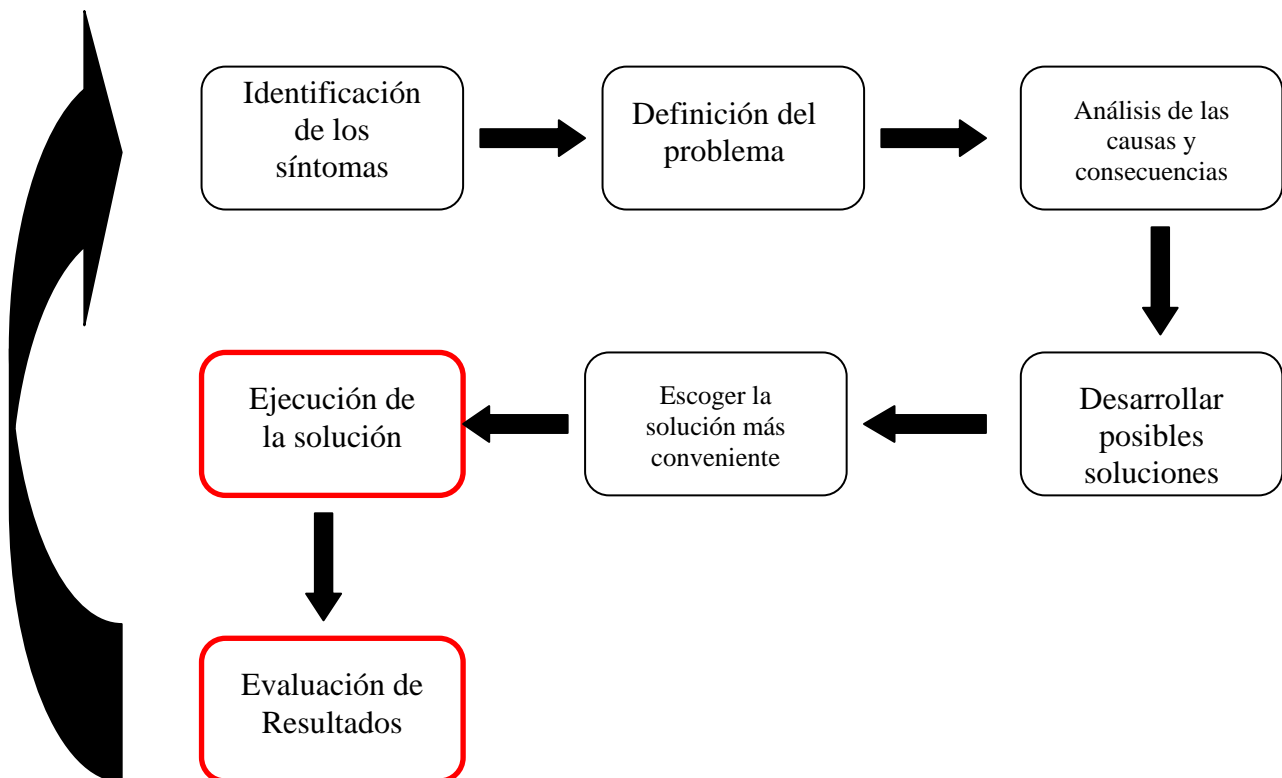 Identificación
de los
síntomas
Definición del
problema
Análisis de las
causas y
consecuencias
Desarrollar
posibles
soluciones
Escoger la
solución más
conveniente
Ejecución de
la solución
Evaluación de
Resultados